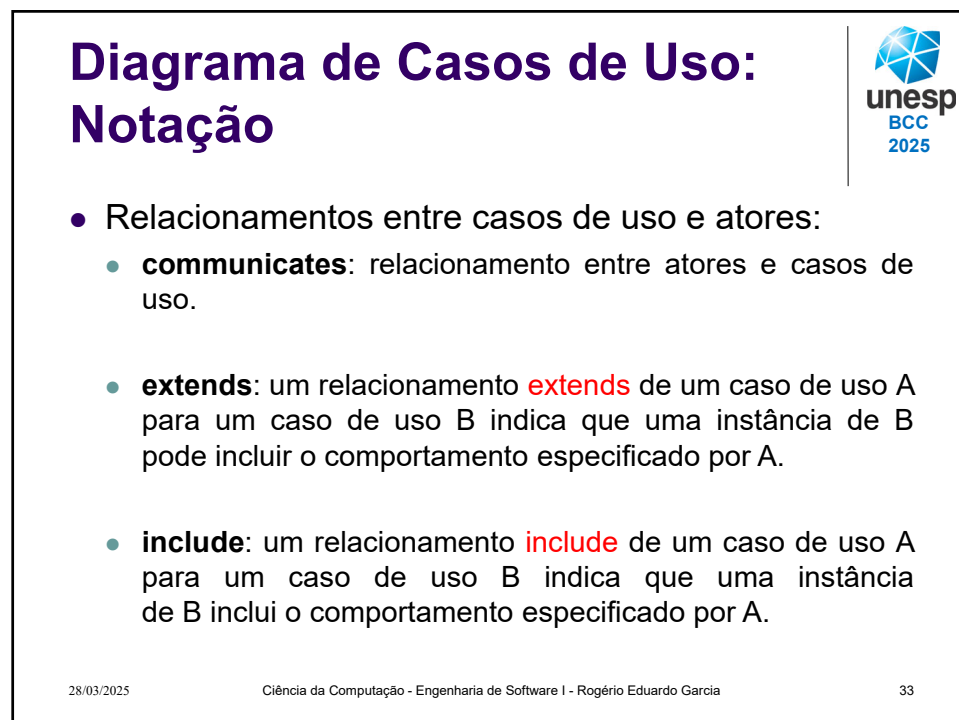 Diagrama de Casos de Uso:
Notação
unesp
BCC
2025
● Relacionamentos entre casos de uso e atores:
● communicates: relacionamento entre atores e casos de
uso.
● extends: um relacionamento extends de um caso de uso A
para um caso de uso B indica que uma instância de B
pode incluir o comportamento especificado por A.
● include: um relacionamento include de um caso de uso A
para um caso de uso B indica que uma instância
de B inclui o comportamento especificado por A.
28/03/2025 Ciência da Computação - Engenharia de Software I - Rogério Eduardo Garcia 33